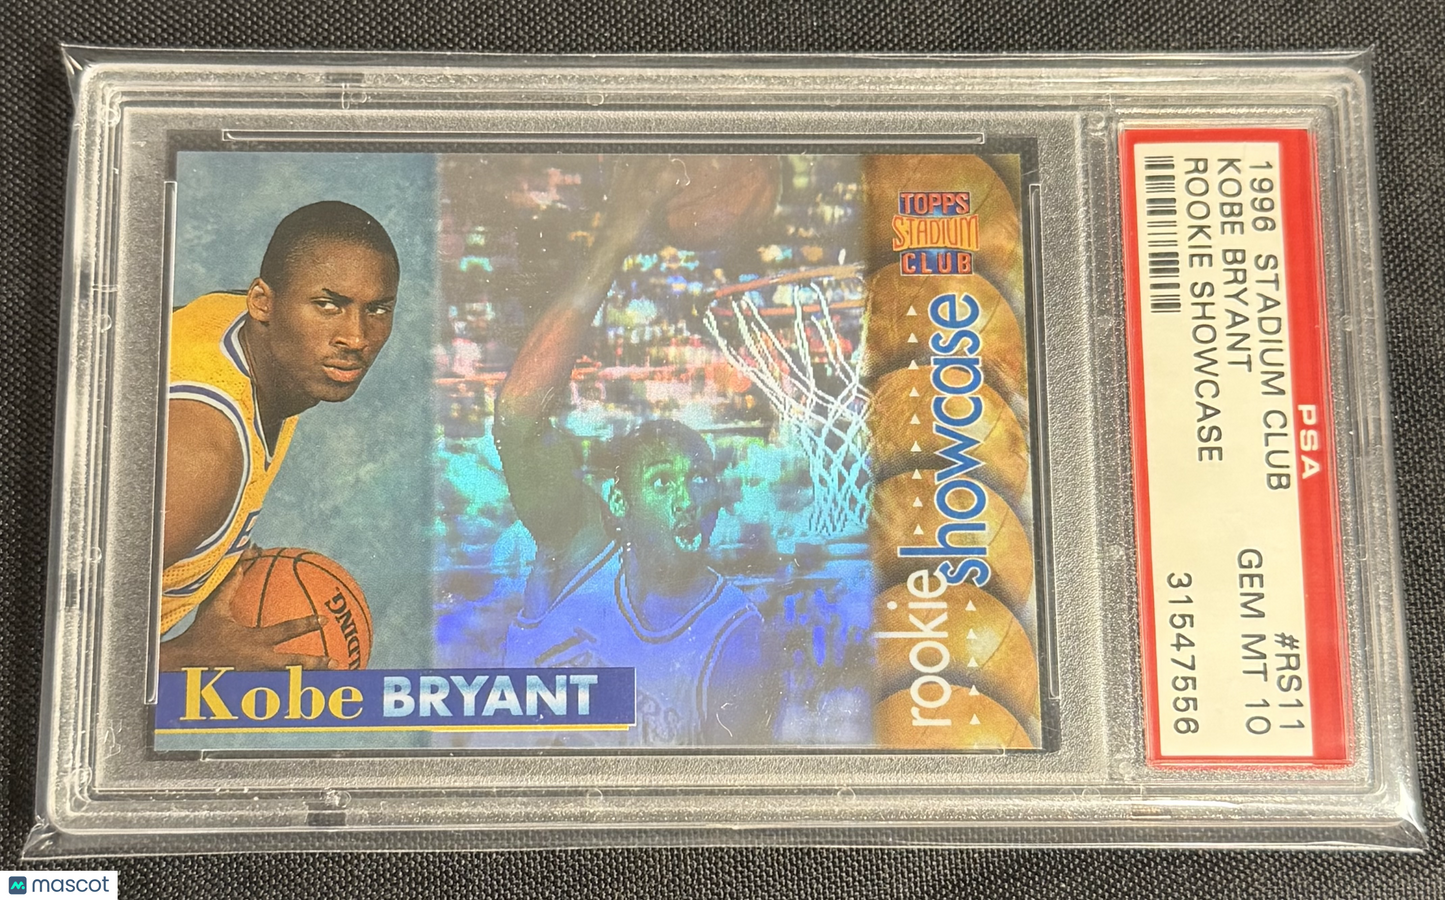 TOPPS
STADIUM
CLUB
rookie
showcase
Kobe BRYANT
PSA
1996 STADIUM CLUB #RS11
KOBE BRYANT GEM MT 10
ROOKIE SHOWCASE
31547556
mascot